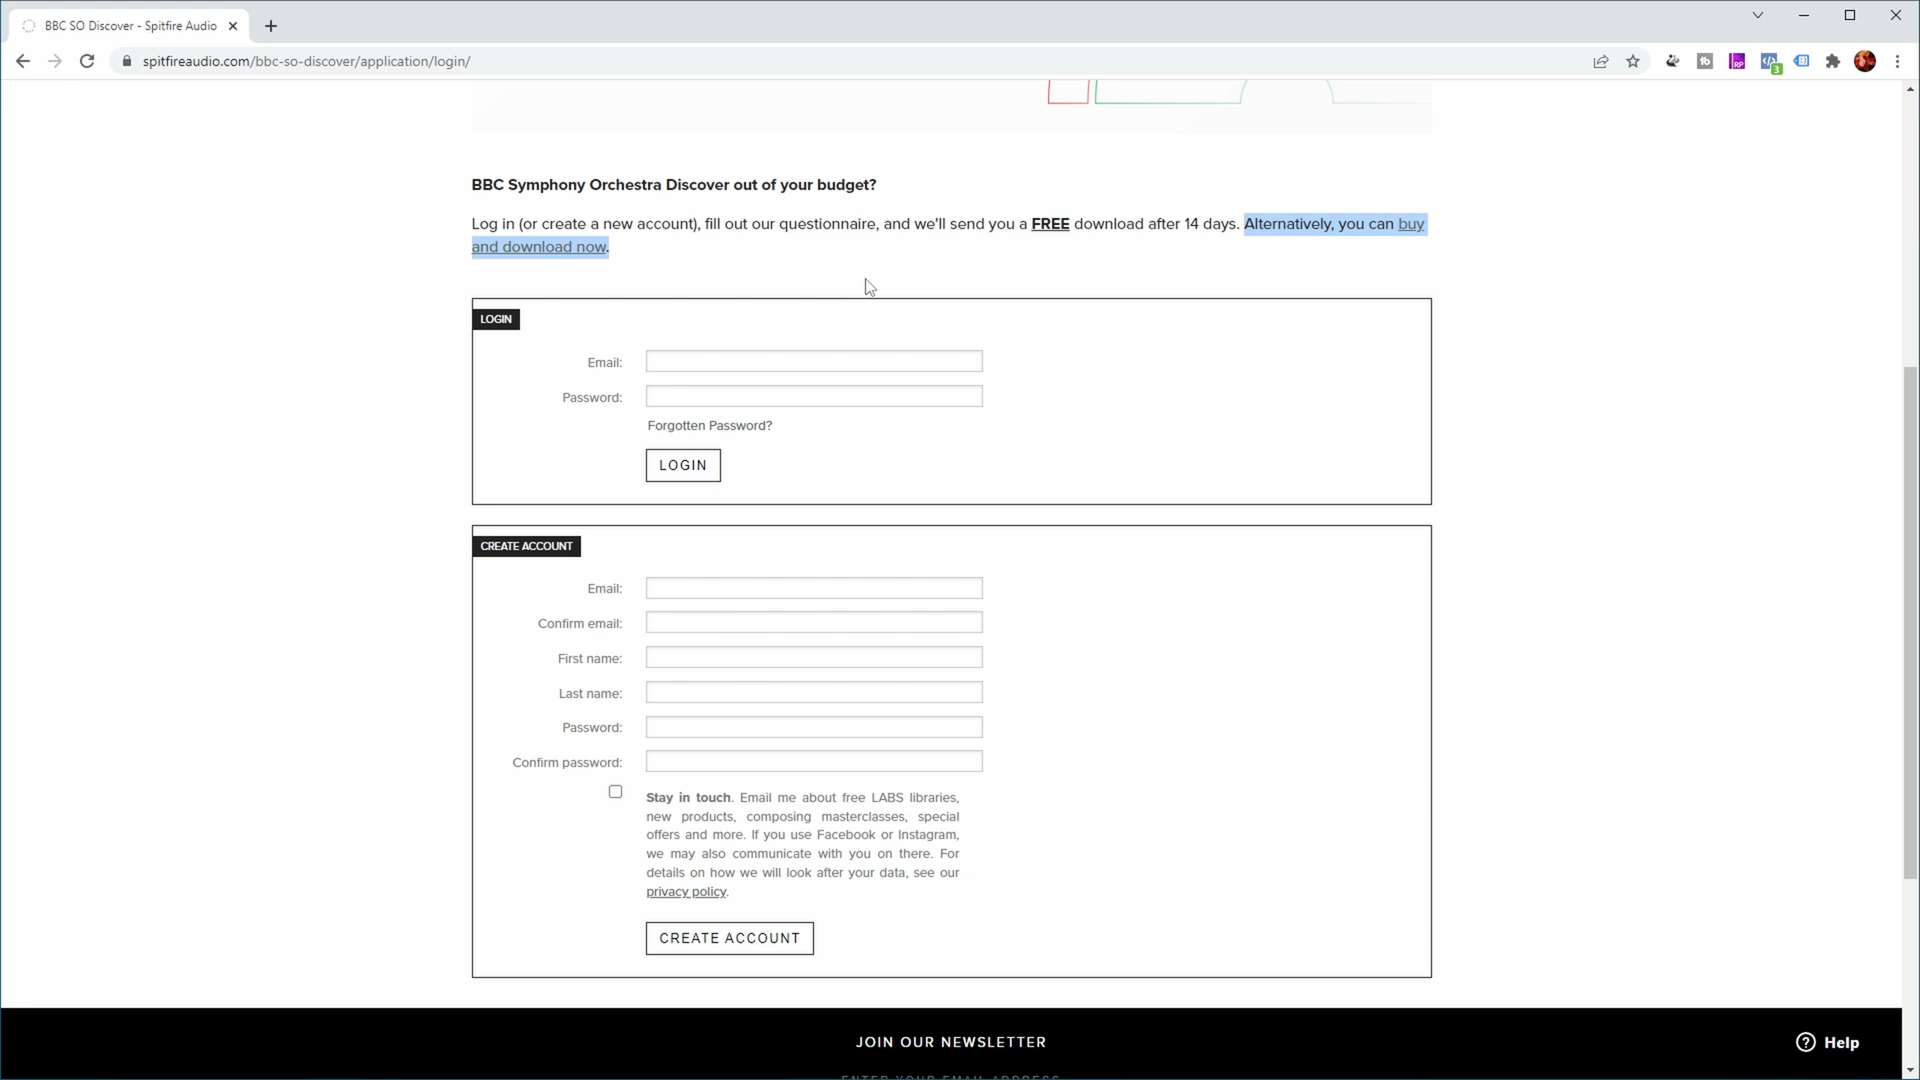 BBC SO Discover - Spitfire Audio
spitfireaudio.com/bbc-so-discover/application/login/
BBC Symphony Orchestra Discover out of your budget?
Log in (or create a new account), fill out our questionnaire, and we'll send you a FREE download after 14 days. Alternatively, you can buy
and download now.
LOGIN
Email:
Password:
Forgotten Password?
LOGIN
CREATE ACCOUNT
Email:
Confirm email:
First name:
Last name:
Password:
Confirm password:
Stay in touch. Email me about free LABS libraries,
new products, composing masterclasses, special
offers and more. If you use Facebook or Instagram,
we may also communicate with you on there. For
details on how we will look after your data, see our
privacy policy.
CREATE ACCOUNT
JOIN OUR NEWSLETTER
Help
ENTER YOUR EMAIL ADDRESS